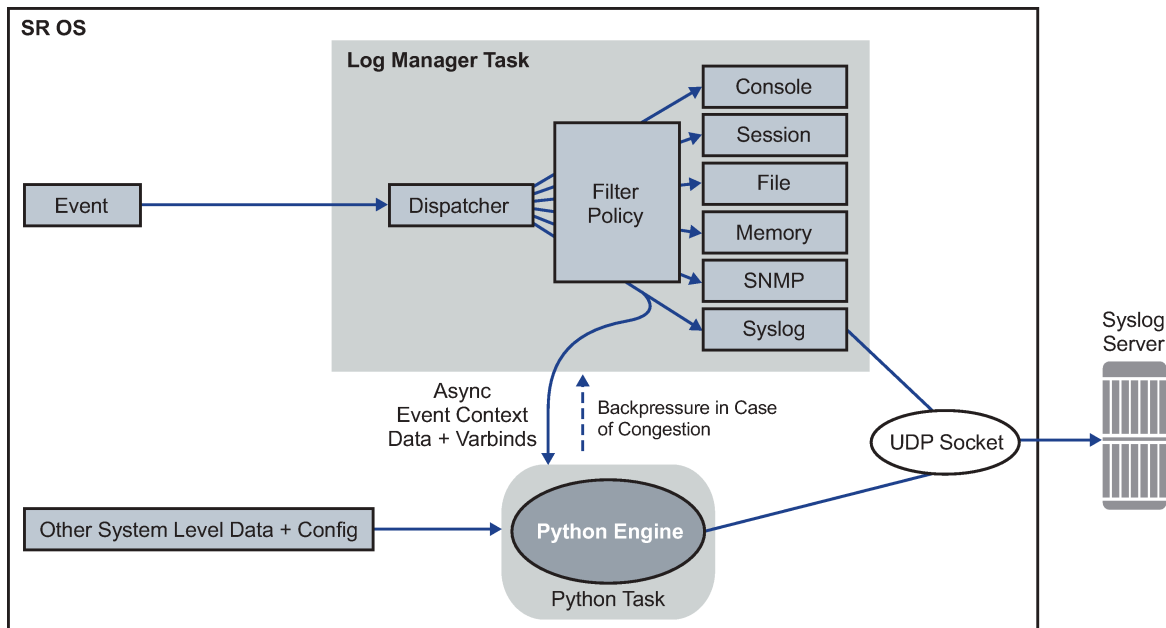 SR OS
Log Manager Task
Console
Session
File
Memory
SNMP
Syslog
Event
Dispatcher
Filter
Policy
Syslog
Server
Async
Event Context
Data + Varbinds
Backpressure in Case
of Congestion
UDP Socket
Other System Level Data + Config
Python Engine
Python Task